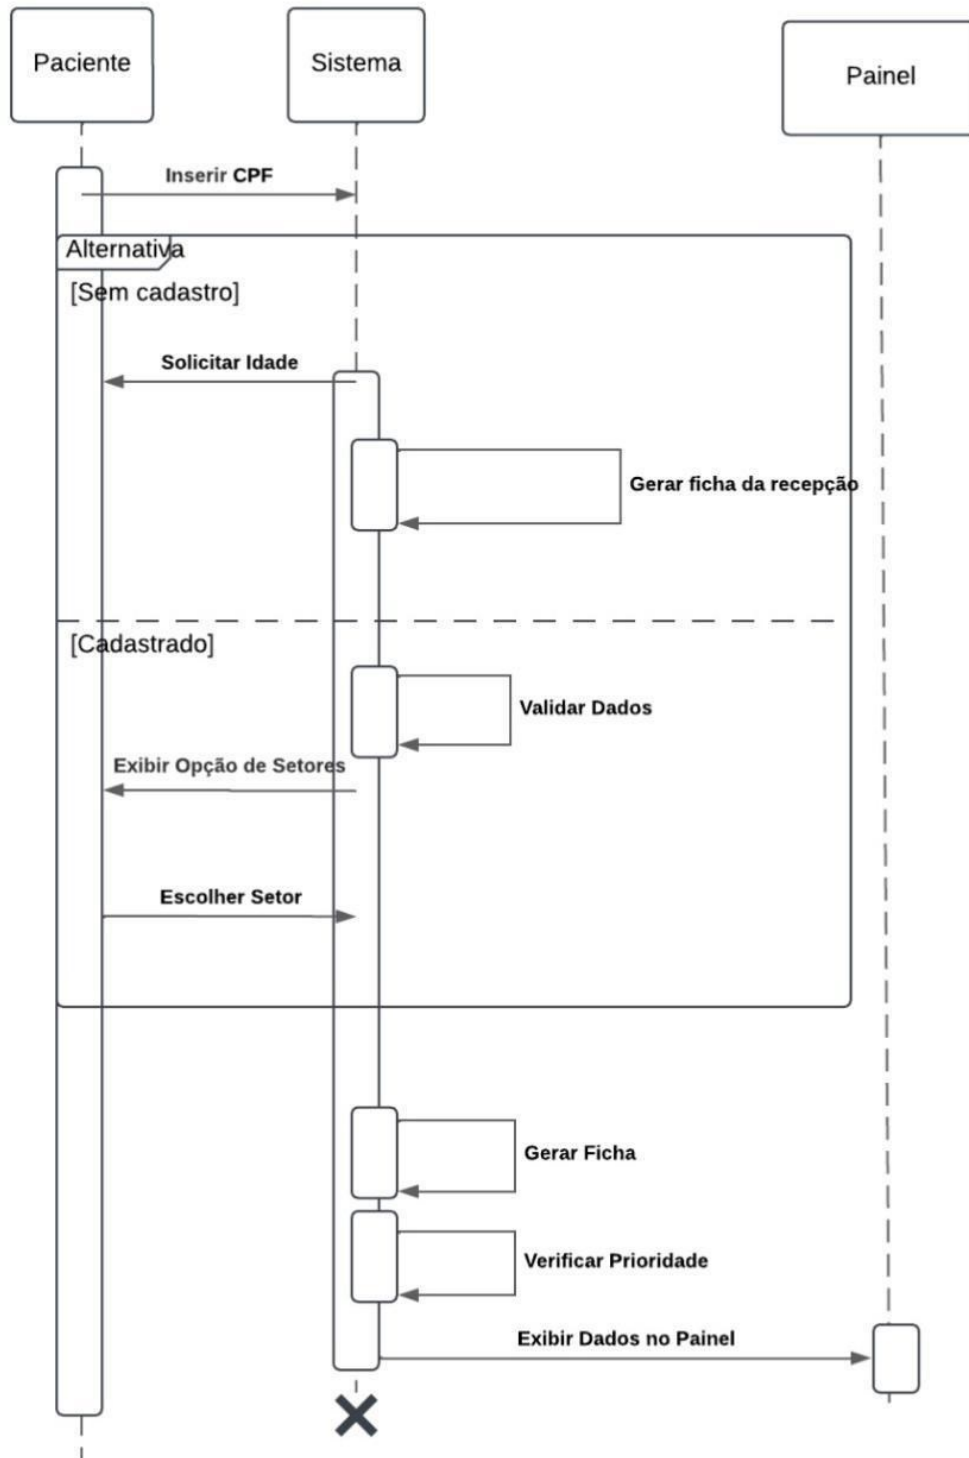 Paciente
Sistema
Painel
Inserir CPF
Alternativa
[Sem cadastro]
Solicitar Idade
Gerar ficha da recepção
[Cadastrado]
Validar Dados
Exibir Opção de Setores
Escolher Setor
Gerar Ficha
Verificar Prioridade
Exibir Dados no Painel